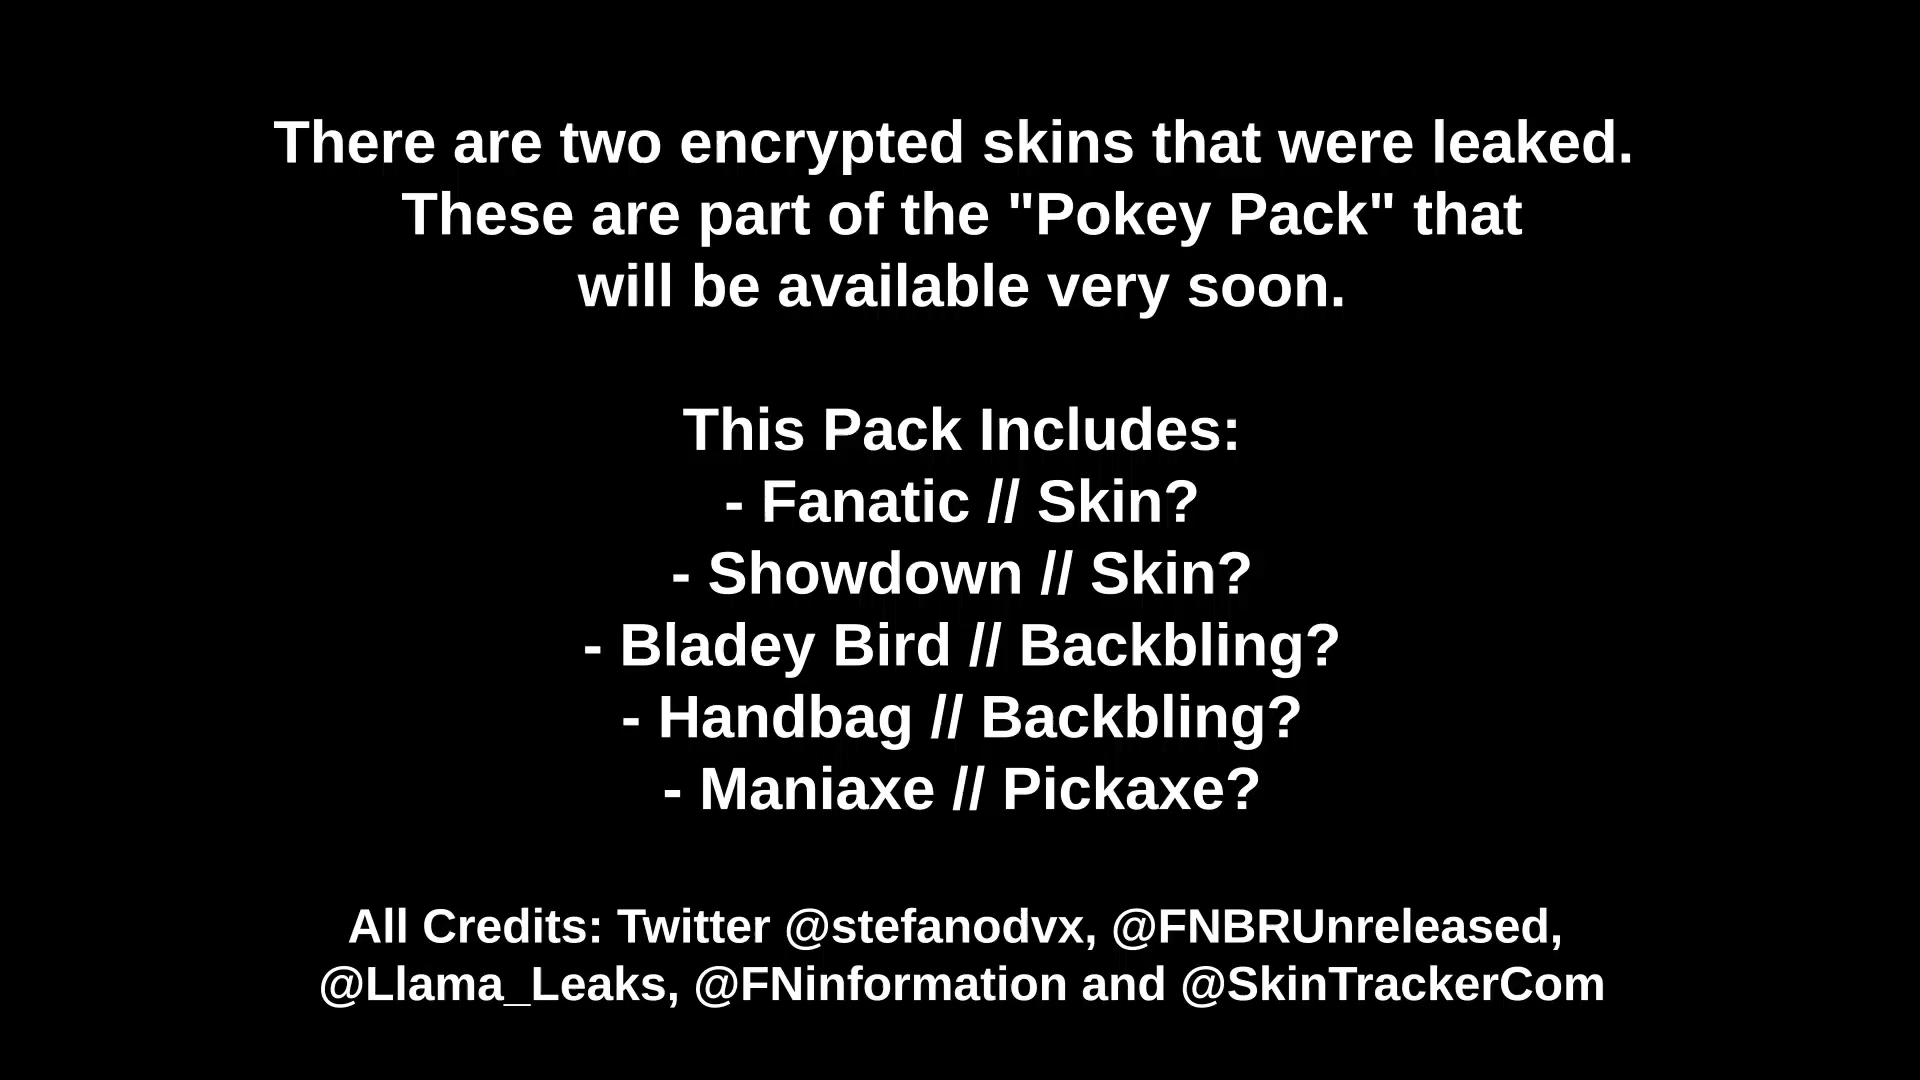 There are two encrypted skins that were leaked.
These are part of the "Pokey Pack" that
will be available very soon.
This Pack Includes:
- Fanatic // Skin?
- Showdown // Skin?
- Bladey Bird // Backbling?
- Handbag // Backbling?
- Maniaxe // Pickaxe?
All Credits: Twitter @stefanodvx, @FNBRUnreleased,
@Llama_Leaks, @FNinformation and @SkinTrackerCom